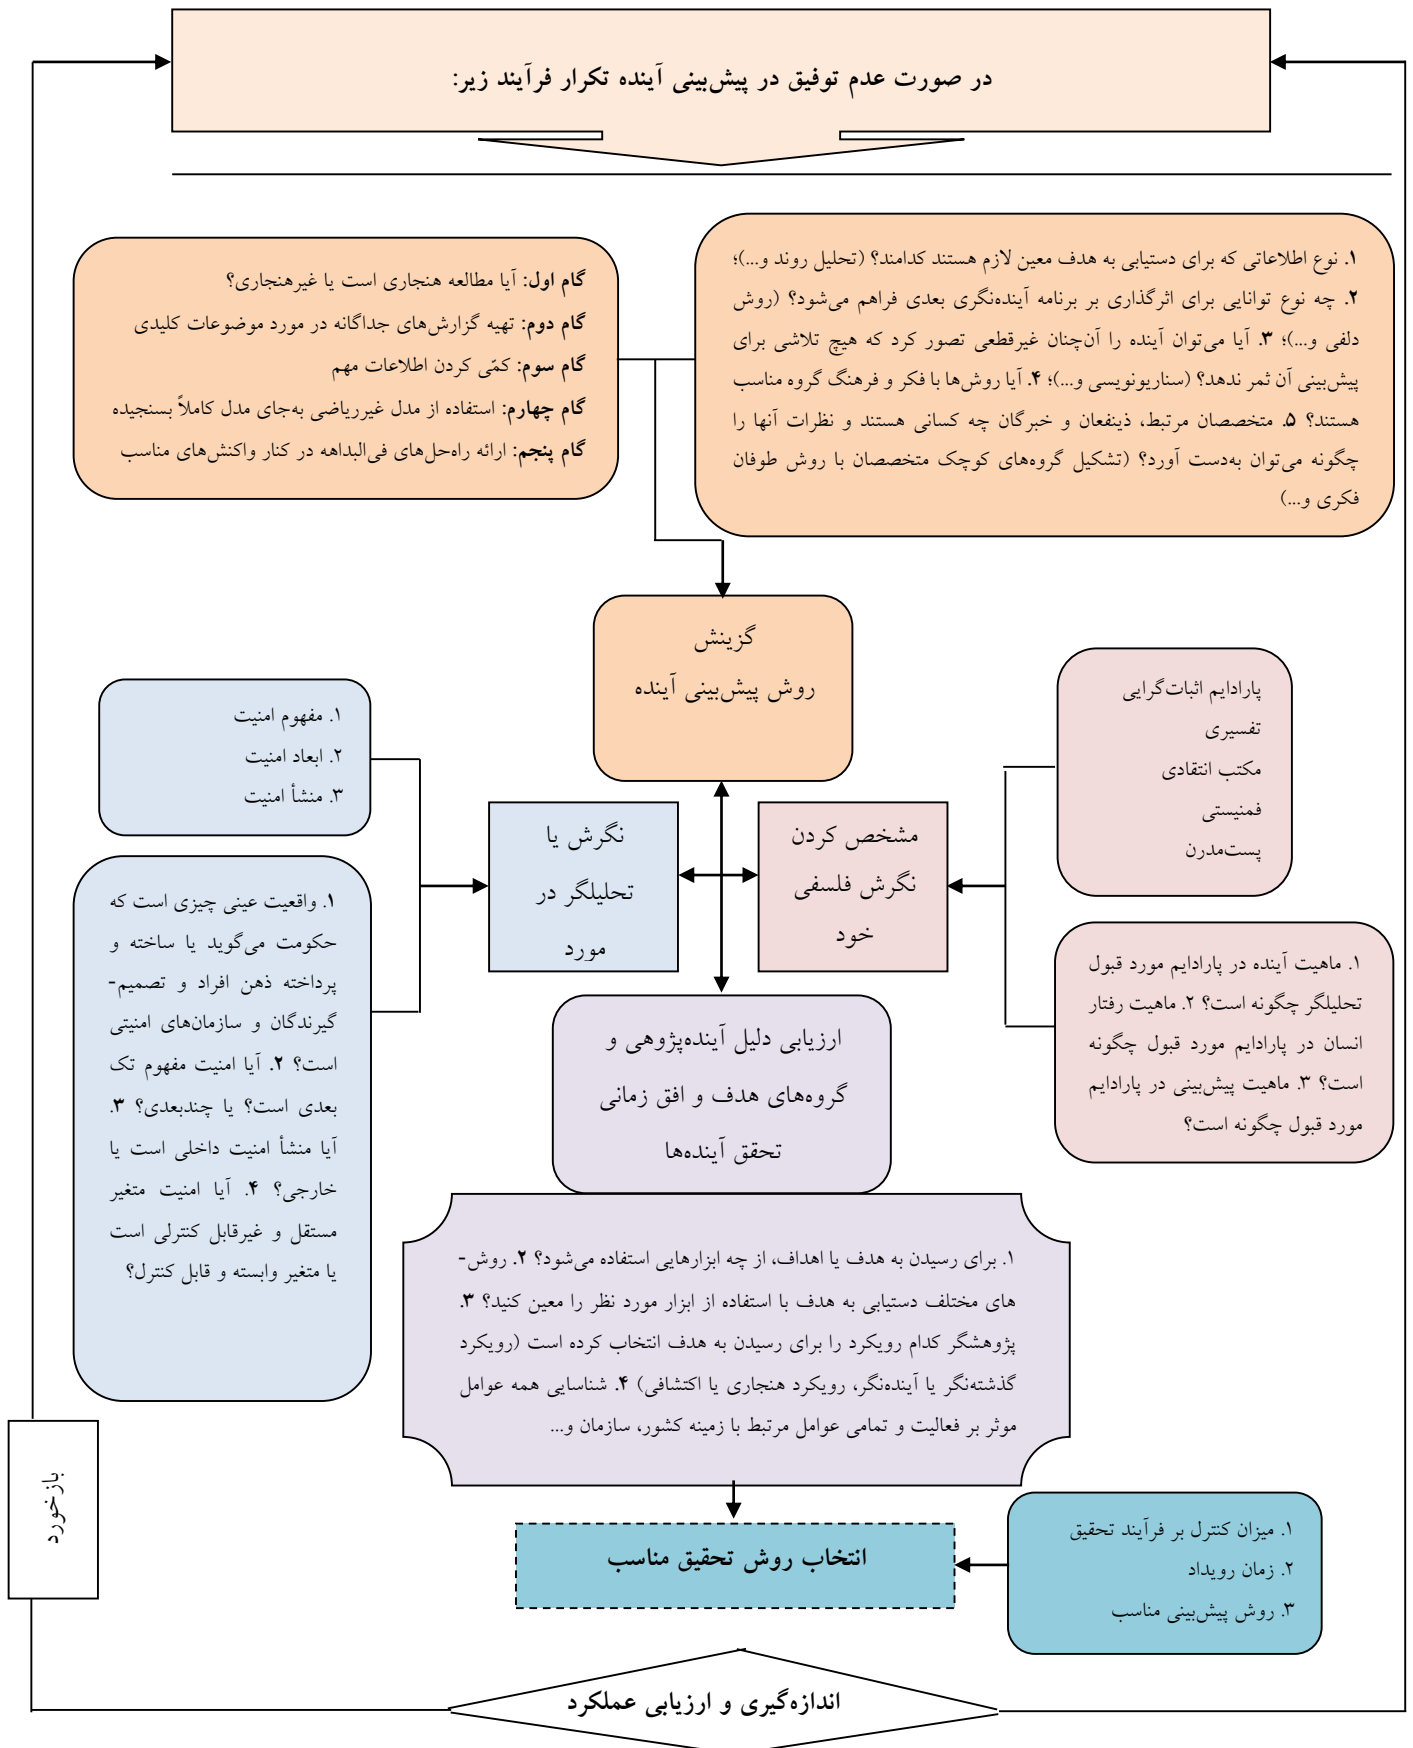 در صورت عدم توفیق در پیش‌بینی آینده تکرار فرآیند زیر:
۱. نوع اطلاعاتی که برای دستیابی به هدف معین لازم هستند کدامند؟ (تحلیل روند و...)؛
۲. چه نوع توانایی برای اثرگذاری بر برنامه آینده‌نگری بعدی فراهم می‌شود؟ (روش
دلفی و...)؛ ۳. آیا می‌توان آینده را آن‌چنان غیرقطعی تصور کرد که هیچ تلاشی برای
پیش‌بینی آن ثمر ندهد؟ (سناریونویسی و...)؛ ۴. آیا روش‌ها با فکر و فرهنگ گروه مناسب
هستند؟ ۵. متخصصان مرتبط، ذینفعان و خبرگان چه کسانی هستند و نظرات آنها را
چگونه می‌توان به‌دست آورد؟ (تشکیل گروه‌های کوچک متخصصان با روش طوفان
فکری و...)
گام اول: آیا مطالعه هنجاری است یا غیرهنجاری؟
گام دوم: تهیه گزارش‌های جداگانه در مورد موضوعات کلیدی
گام سوم: کمّی کردن اطلاعات مهم
گام چهارم: استفاده از مدل غیرریاضی به‌جای مدل کاملاً بسنجیده
گام پنجم: ارائه راه‌حل‌های فی‌البداهه در کنار واکنش‌های مناسب
گزینش
روش پیش‌بینی آینده
پارادایم اثبات‌گرایی
تفسیری
مکتب انتقادی
فمنیستی
پست‌مدرن
۱. مفهوم امنیت
۲. ابعاد امنیت
۳. منشأ امنیت
مشخص کردن
نگرش فلسفی
خود
نگرش یا
تحلیلگر در
مورد
۱. ماهیت آینده در پارادایم مورد قبول
تحلیلگر چگونه است؟ ۲. ماهیت رفتار
انسان در پارادایم مورد قبول چگونه
است؟ ۳. ماهیت پیش‌بینی در پارادایم
مورد قبول چگونه است؟
۱. واقعیت عینی چیزی است که
حکومت می‌گوید یا ساخته و
پرداخته ذهن افراد و تصمیم-
گیرندگان و سازمان‌های امنیتی
است؟ ۲. آیا امنیت مفهوم تک
بعدی است؟ یا چندبعدی؟ ۳.
آیا منشأ امنیت داخلی است یا
خارجی؟ ۴. آیا امنیت متغیر
مستقل و غیرقابل کنترلی است
یا متغیر وابسته و قابل کنترل؟
ارزیابی دلیل آینده‌پژوهی و
گروه‌های هدف و افق زمانی
تحقق آینده‌ها
۱. برای رسیدن به هدف یا اهداف، از چه ابزارهایی استفاده می‌شود؟ ۲. روش-
های مختلف دستیابی به هدف با استفاده از ابزار مورد نظر را معین کنید؟ ۳.
پژوهشگر کدام رویکرد را برای رسیدن به هدف انتخاب کرده است (رویکرد
گذشته‌نگر یا آینده‌نگر، رویکرد هنجاری یا اکتشافی) ۴. شناسایی همه عوامل
موثر بر فعالیت و تمامی عوامل مرتبط با زمینه کشور، سازمان و...
بازخورد
۱. میزان کنترل بر فرآیند تحقیق
۲. زمان رویداد
۳. روش پیش‌بینی مناسب
انتخاب روش تحقیق مناسب
اندازه‌گیری و ارزیابی عملکرد